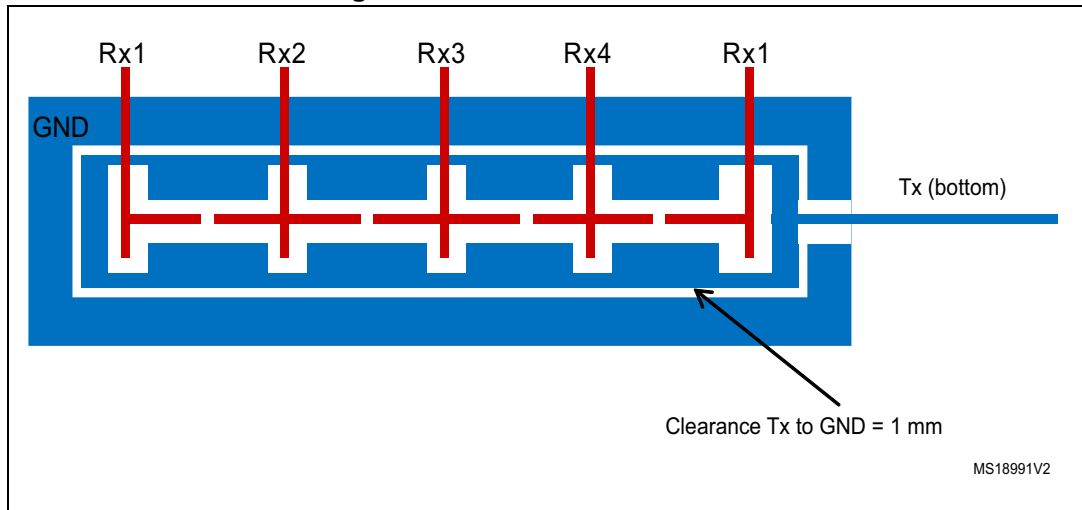 Rx1 Rx2 Rx3 Rx4 Rx1
GND
Tx (bottom)
Clearance Tx to GND = 1 mm
MS18991V2